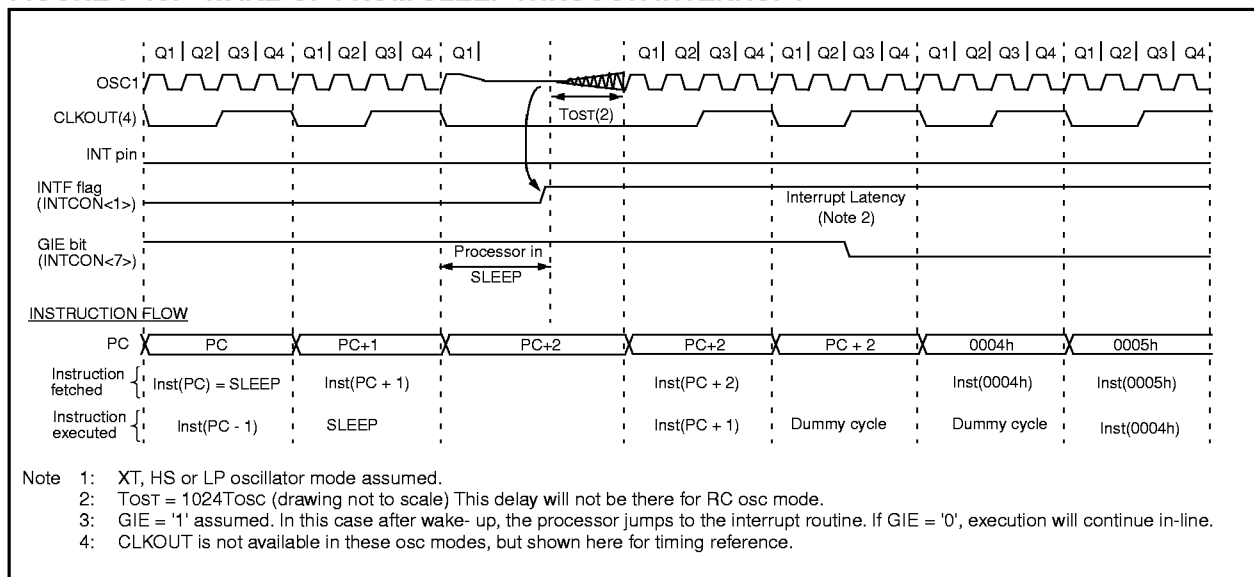 Q1 Q2 Q3 Q4 Q1 Q2 Q3 Q4 Q1 Q1 Q2 Q3 Q4 Q1 Q2 Q3 Q4 Q1 Q2 Q3 Q4 Q1 Q2 Q3 Q4
OSC1
TOST(2)
CLKOUT(4)
INT pin
INTF flag
(INTCON<1>)
Interrupt Latency
(Note 2)
GIE bit
(INTCON<7>)
Processor in
SLEEP
INSTRUCTION FLOW
PC PC PC+1 PC+2 PC+2 PC + 2 0004h 0005h
Instruction
fetched
Inst(PC) = SLEEP Inst(PC + 1) Inst(PC + 2) Inst(0004h) Inst(0005h)
Instruction
executed
Inst(PC - 1) SLEEP Inst(PC + 1) Dummy cycle Dummy cycle Inst(0004h)
Note 1: XT, HS or LP oscillator mode assumed.
2: TOST = 1024TOSC (drawing not to scale) This delay will not be there for RC osc mode.
3: GIE = '1' assumed. In this case after wake- up, the processor jumps to the interrupt routine. If GIE = '0', execution will continue in-line.
4: CLKOUT is not available in these osc modes, but shown here for timing reference.